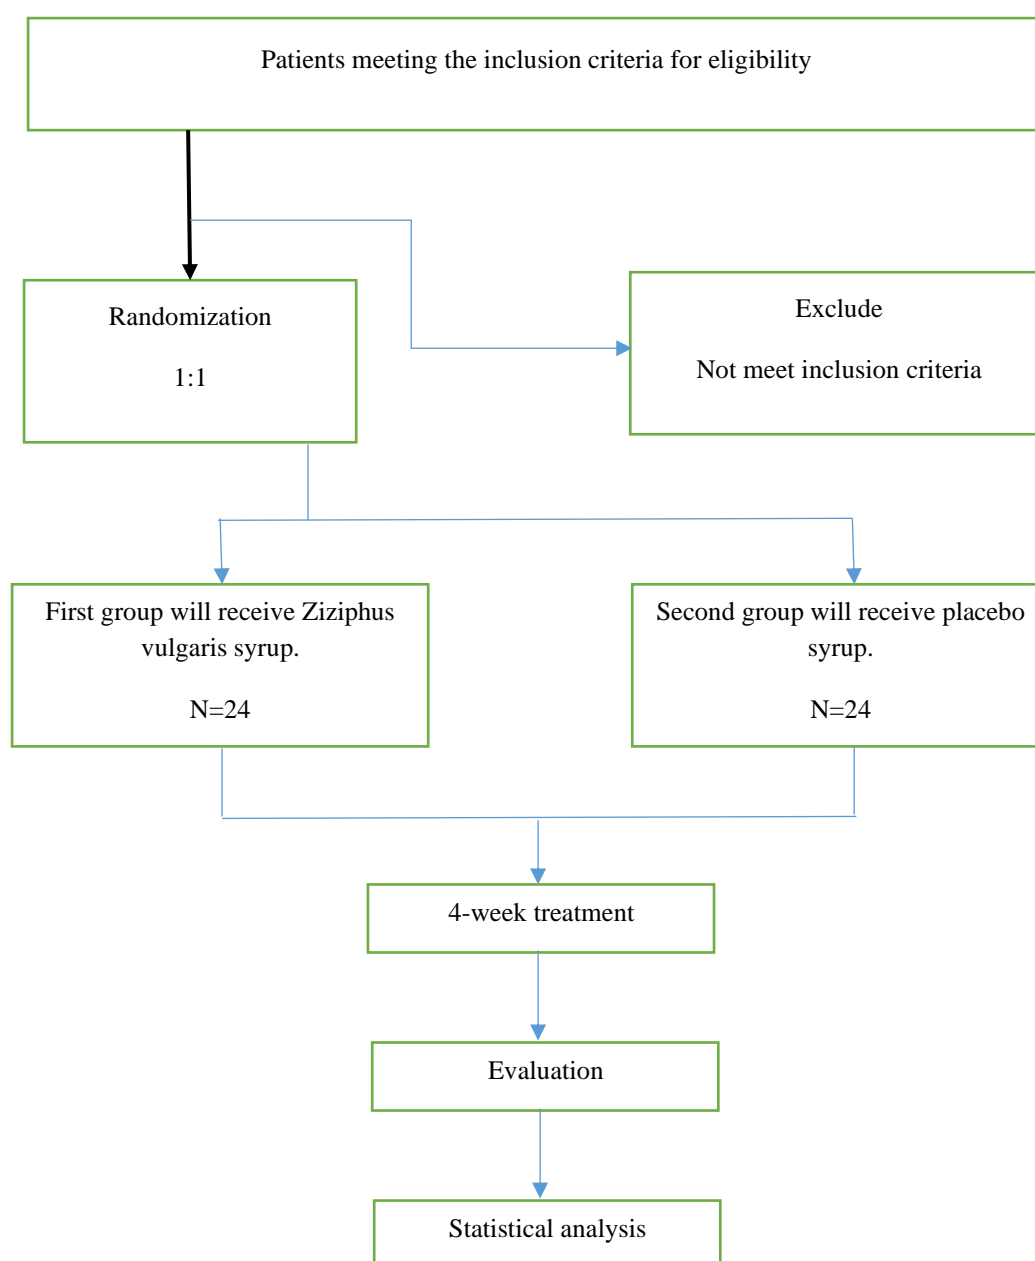 Patients meeting the inclusion criteria for eligibility
Randomization
1:1
Exclude
Not meet inclusion criteria
First group will receive Ziziphus
vulgaris syrup.
N=24
Second group will receive placebo
syrup.
N=24
4-week treatment
Evaluation
Statistical analysis